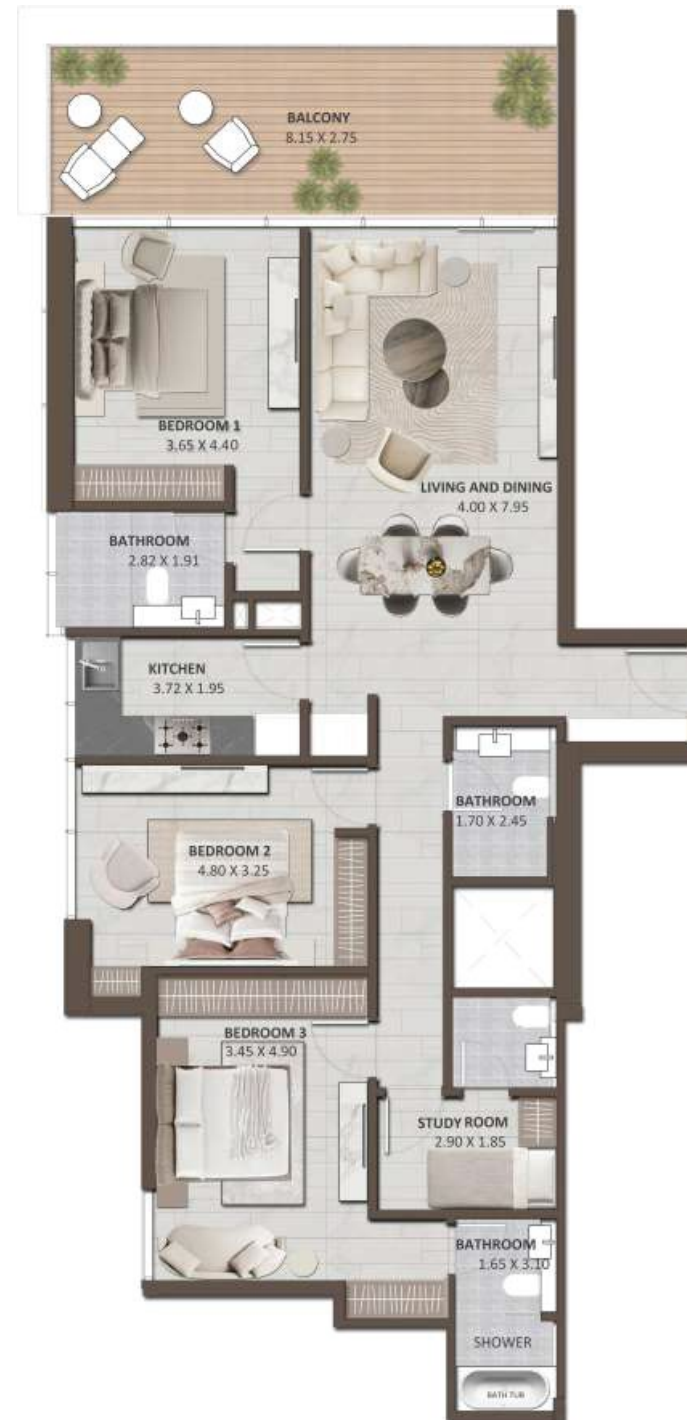 BALCONY
8.15 X 2.75
BEDROOM 1
3.65 X 4.40
LIVING AND DINING
4.00 X 7.95
BATHROOM
2.82 X 1.91
KITCHEN
3.72 X 1.95
BATHROOM
1.70 X 2.45
BEDROOM 2
4.80 X 3.25
BEDROOM 3
3.45 X 4.90
STUDY ROOM
2.90 X 1.85
BATHROOM
1.65 X 3.10
SHOWER
BATH TUB